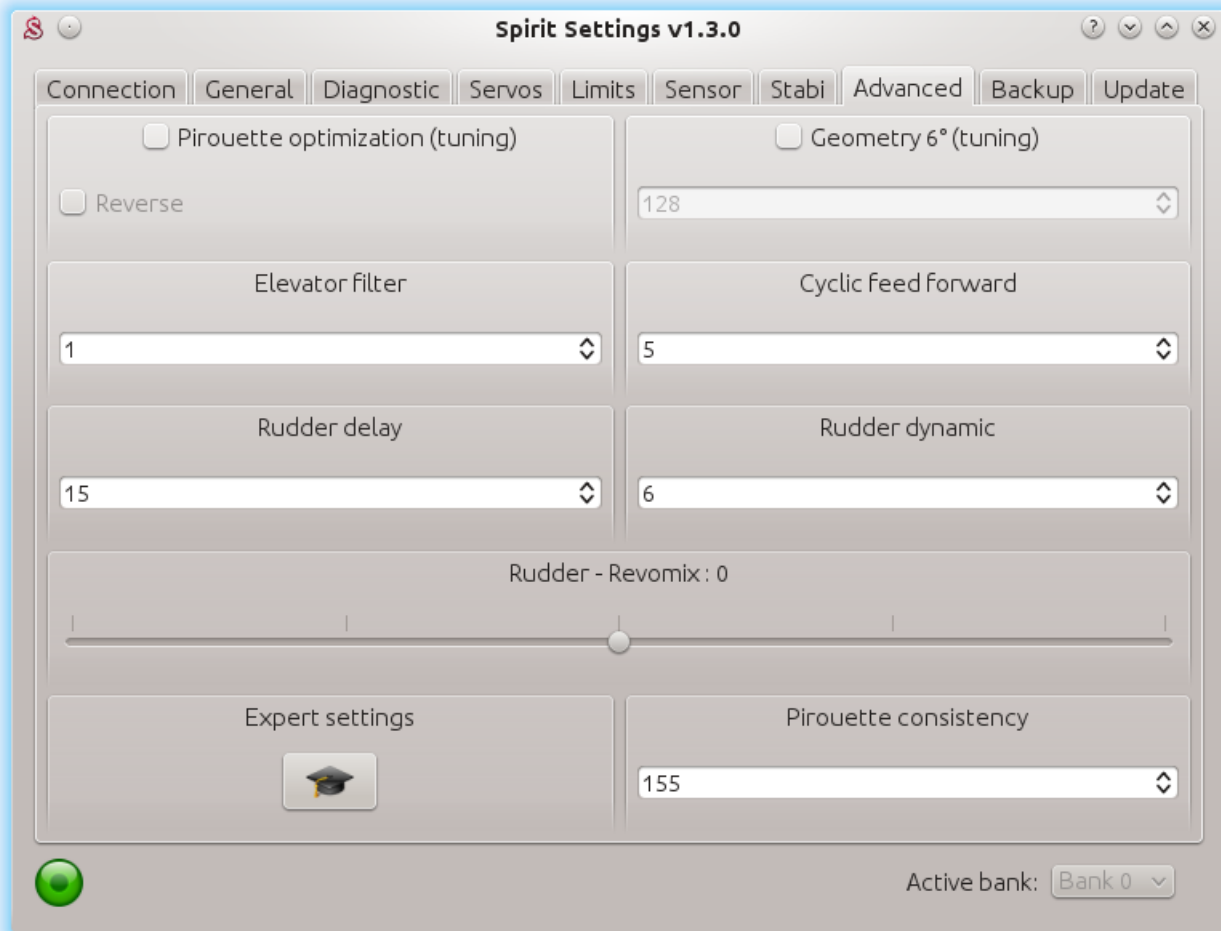 Spirit Settings v1.3.0
Connection General Diagnostic Servos Limits Sensor Stabi Advanced Backup Update
Pirouette optimization (tuning)
Geometry 6° (tuning)
Reverse
128
Elevator filter
Cyclic feed forward
1
5
Rudder delay
Rudder dynamic
15
6
Rudder - Revomix : 0
Expert settings
Pirouette consistency
155
Active bank: Bank 0